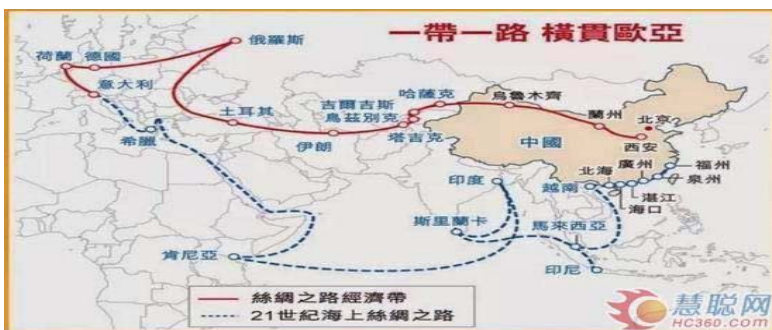 一帶一路 橫貫歐亞
俄羅斯
荷蘭
德國
意大利
哈薩克
烏魯木齊
吉爾吉斯
烏茲別克
土耳其
蘭州
北京
希臘
伊朗
塔吉克
中國
西安
廣州
福州
北海
泉州
印度
越南
湛江
海口
斯里蘭卡
馬來西亞
肯尼亞
印尼
絲綢之路經濟帶
21世紀海上絲綢之路
慧聪网
HC360.com